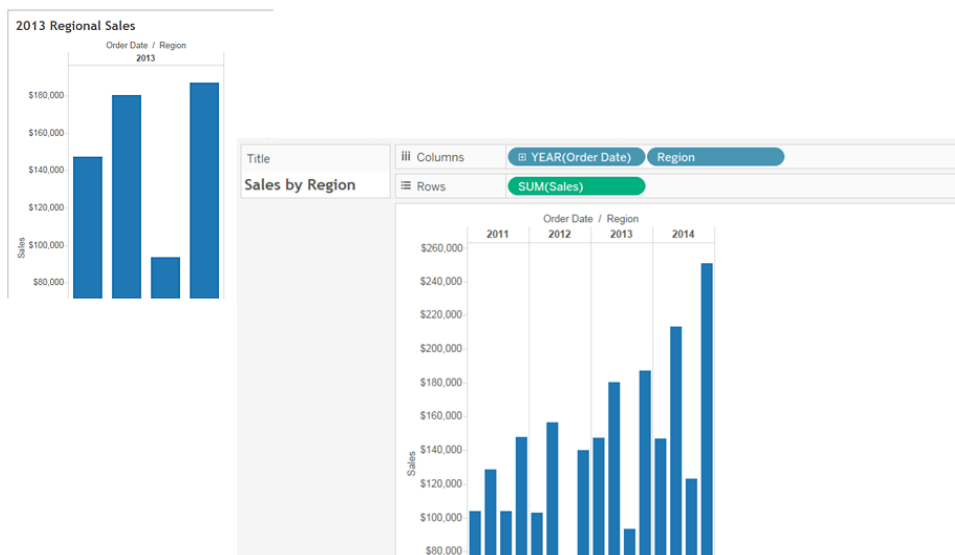 2013 Regional Sales
Order Date / Region
2013
$180,000
$160,000
$140,000
$120,000
$100,000
$80,000
Sales
Title
Sales by Region
Columns
YEAR(Order Date)
Region
Rows
SUM(Sales)
Order Date / Region
2011 2012 2013 2014
$260,000
$240,000
$220,000
$200,000
$180,000
$160,000
$140,000
$120,000
$100,000
$80,000
Sales